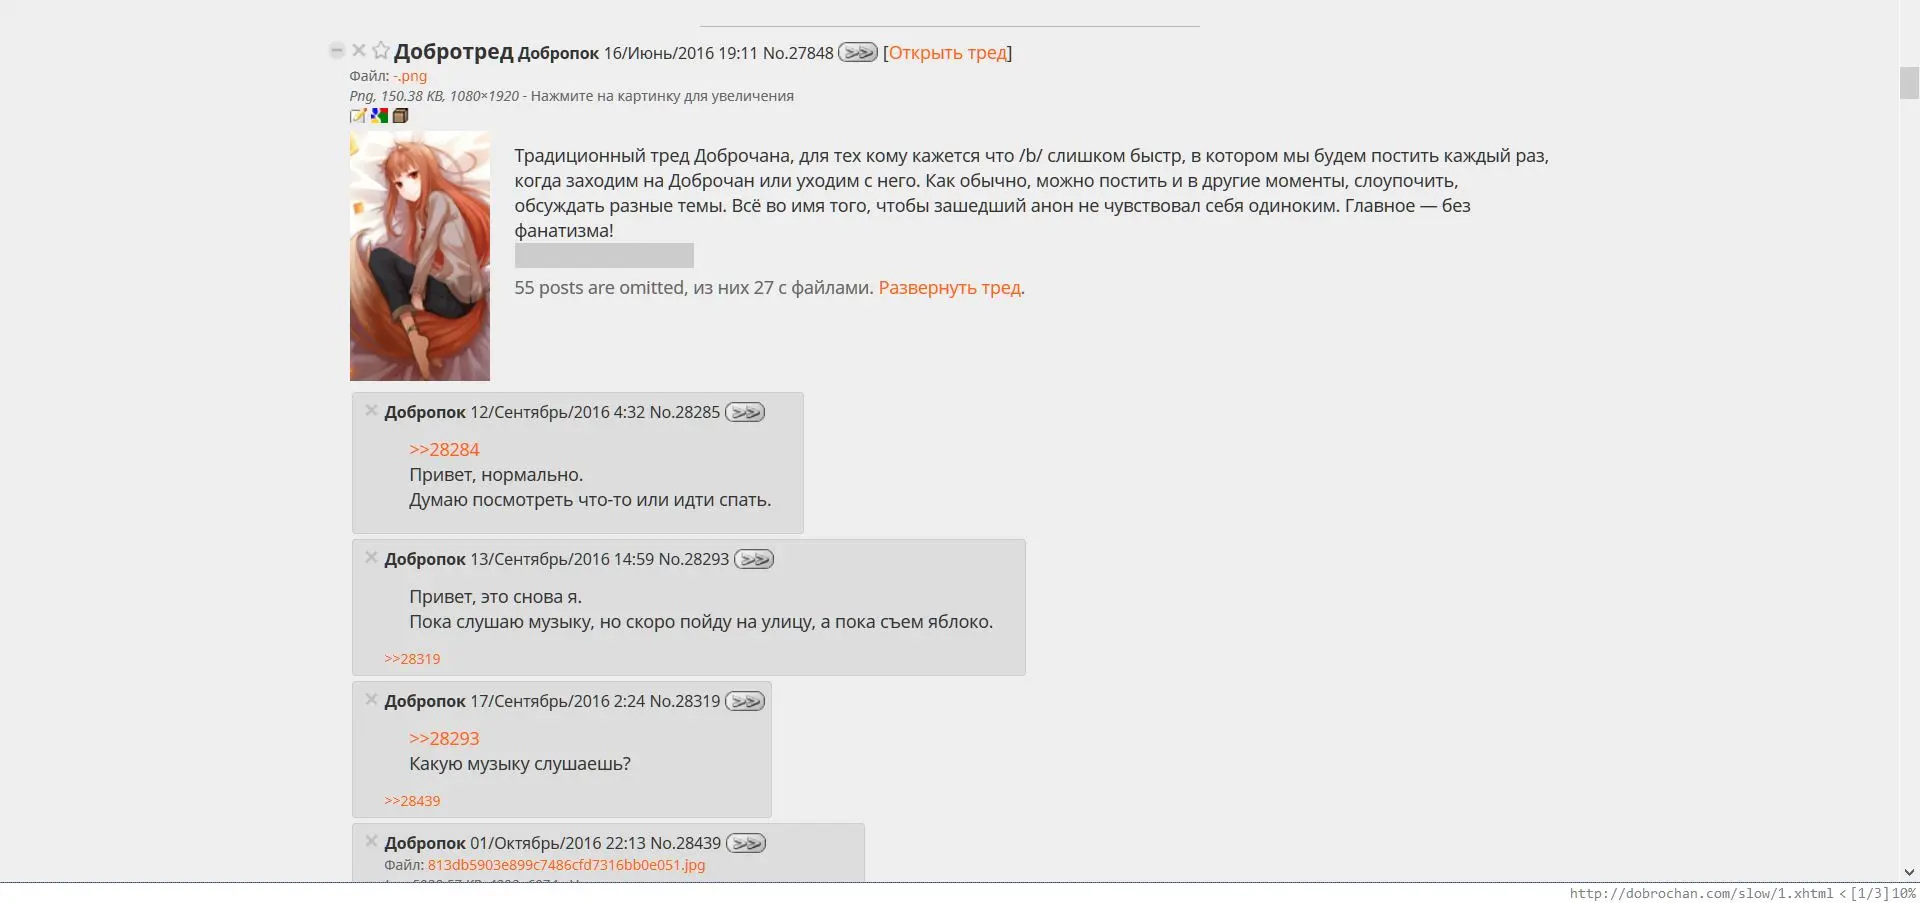 Добротред Добропок 16/Июнь/2016 19:11 No.27848 >> [Открыть тред]
Файл: -.png
Png, 150.38 KB, 1080×1920 - Нажмите на картинку для увеличения
Традиционный тред Доброчана, для тех кому кажется что /b/ слишком быстр, в котором мы будем постить каждый раз,
когда заходим на Доброчан или уходим с него. Как обычно, можно постить и в другие моменты, слоупочить,
обсуждать разные темы. Всё во имя того, чтобы зашедший анон не чувствовал себя одиноким. Главное — без
фанатизма!
55 posts are omitted, из них 27 с файлами. Развернуть тред.
Добропок 12/Сентябрь/2016 4:32 No.28285 >>
>>28284
Привет, нормально.
Думаю посмотреть что-то или идти спать.
Добропок 13/Сентябрь/2016 14:59 No.28293 >>
Привет, это снова я.
Пока слушаю музыку, но скоро пойду на улицу, а пока съем яблоко.
>>28319
Добропок 17/Сентябрь/2016 2:24 No.28319 >>
>>28293
Какую музыку слушаешь?
>>28439
Добропок 01/Октябрь/2016 22:13 No.28439 >>
Файл: 813db5903e899c7486cfd7316bb0e051.jpg
http://dobrochan.com/slow/1.xhtml < [1/3] 10%